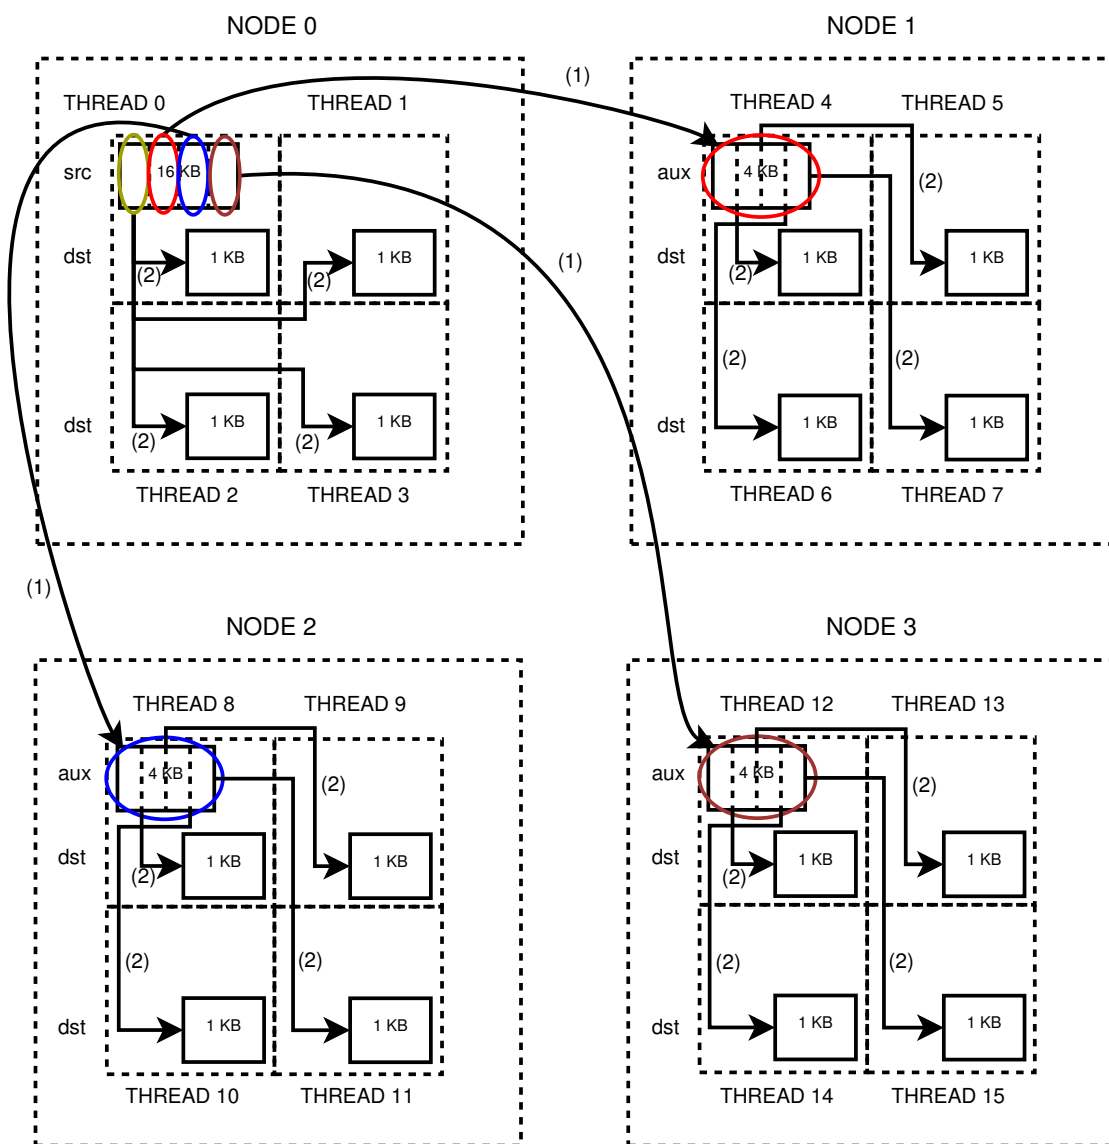 NODE 0
NODE 1
(1)
(1)
THREAD 0
THREAD 1
THREAD 4
THREAD 5
src
16 KB
aux
4 KB
(2)
dst
1 KB
1 KB
(2)
(2)
(1)
dst
1 KB
1 KB
(2)
(2)
(2)
dst
1 KB
1 KB
(2)
(2)
dst
1 KB
1 KB
THREAD 2
THREAD 3
THREAD 6
THREAD 7
NODE 2
NODE 3
THREAD 8
THREAD 9
THREAD 12
THREAD 13
aux
4 KB
(2)
aux
4 KB
(2)
dst
1 KB
1 KB
(2)
dst
1 KB
1 KB
(2)
(2)
(2)
(2)
(2)
dst
1 KB
1 KB
dst
1 KB
1 KB
THREAD 10
THREAD 11
THREAD 14
THREAD 15